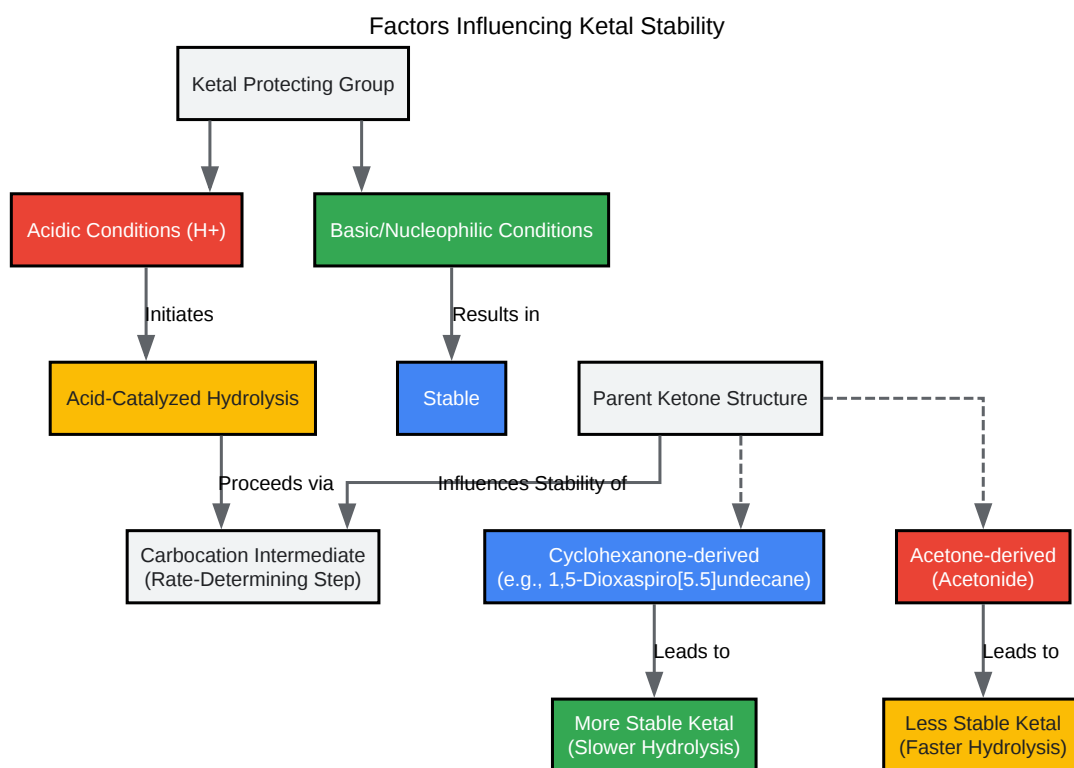 Factors Influencing Ketal Stability
Ketal Protecting Group
Acidic Conditions (H+)
Basic/Nucleophilic Conditions
Initiates
Results in
Acid-Catalyzed Hydrolysis
Stable
Parent Ketone Structure
Proceeds via
Influences Stability of
Carbocation Intermediate
(Rate-Determining Step)
Cyclohexanone-derived
(e.g., 1,5-Dioxaspiro[5.5]undecane)
Acetone-derived
(Acetonide)
Leads to
Leads to
More Stable Ketal
(Slower Hydrolysis)
Less Stable Ketal
(Faster Hydrolysis)